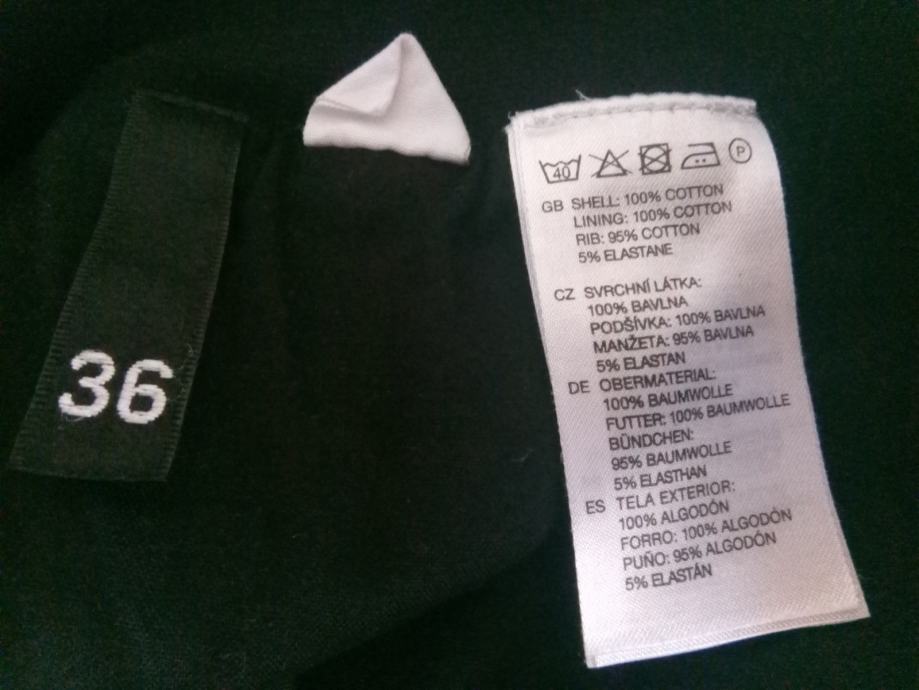 36
40 P
GB SHELL: 100% COTTON
LINING: 100% COTTON
RIB: 95% COTTON
5% ELASTANE
CZ SVRCHNÍ LÁTKA:
100% BAVLNA
PODŠÍVKA: 100% BAVLNA
MANŽETA: 95% BAVLNA
5% ELASTAN
DE OBERMATERIAL:
100% BAUMWOLLE
FUTTER: 100% BAUMWOLLE
BÜNDCHEN:
95% BAUMWOLLE
5% ELASTHAN
ES TELA EXTERIOR:
100% ALGODÓN
FORRO: 100% ALGODÓN
PUÑO: 95% ALGODÓN
5% ELASTÁN